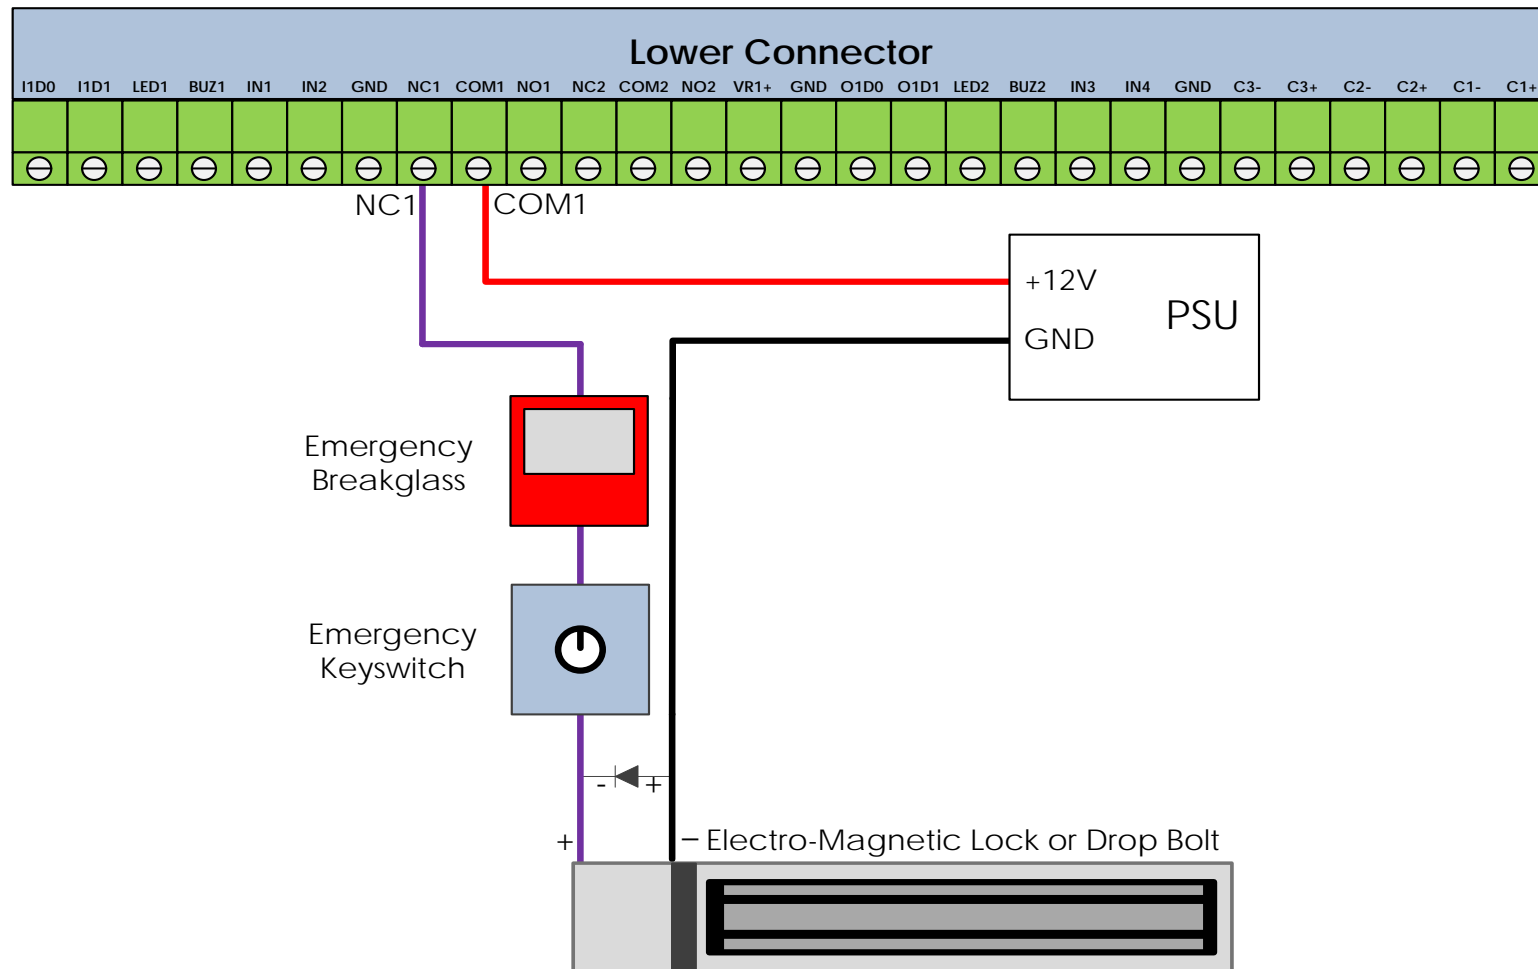 Lower Connector
I1D0 I1D1 LED1 BUZ1 IN1 IN2 GND NC1 COM1 NO1 NC2 COM2 NO2 VR1+ GND O1D0 O1D1 LED2 BUZ2 IN3 IN4 GND C3- C3+ C2- C2+ C1- C1+
NC1 COM1
+12V
PSU
GND
Emergency
Breakglass
Emergency
Keyswitch
- +
+ – Electro-Magnetic Lock or Drop Bolt